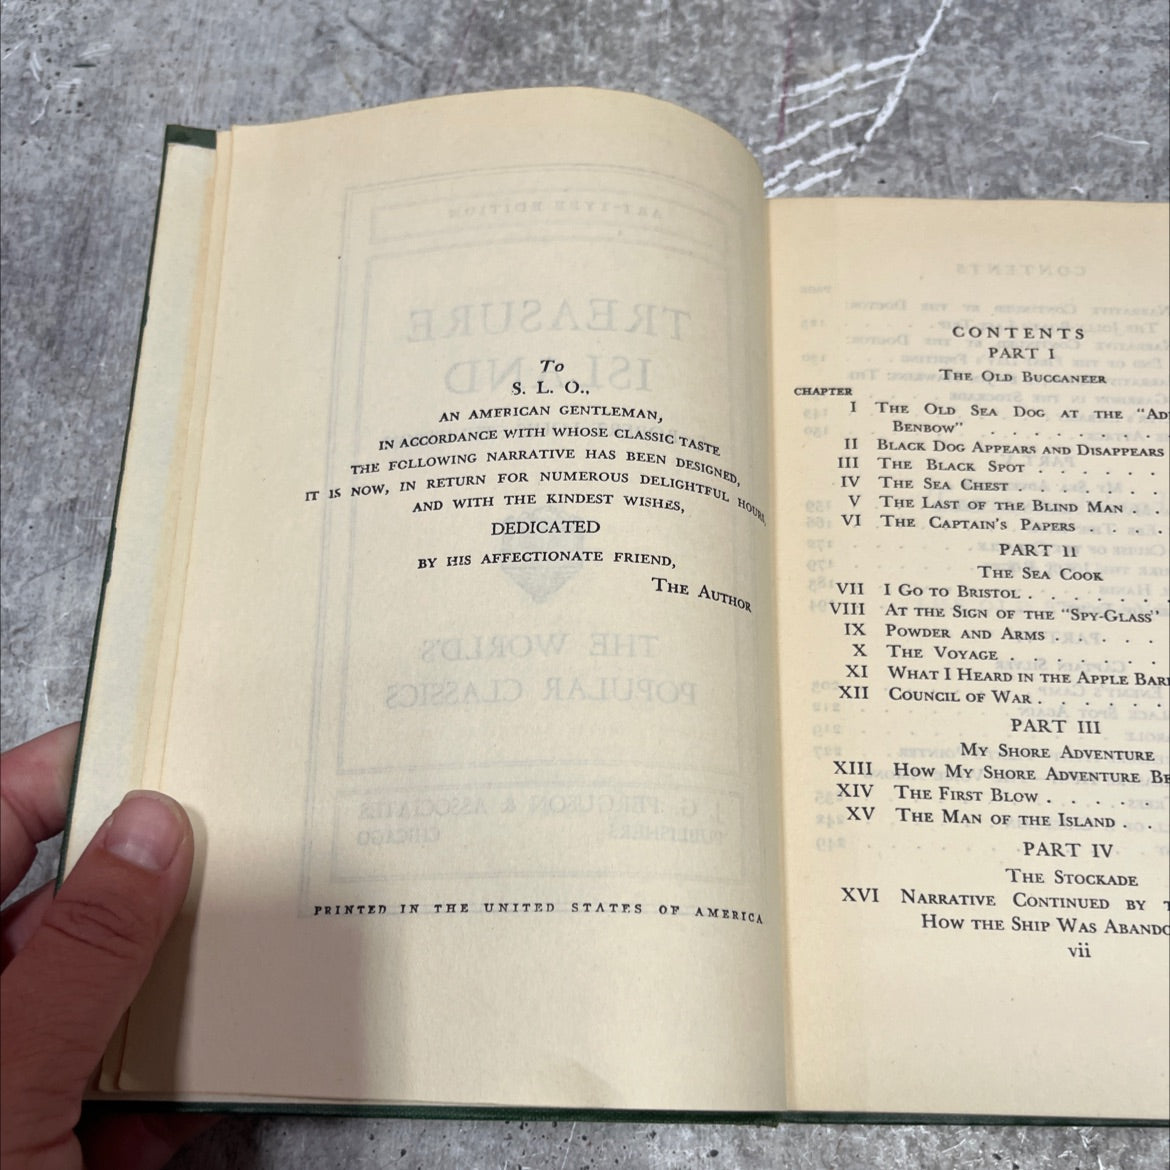 To
S. L. O.,
AN AMERICAN GENTLEMAN,
IN ACCORDANCE WITH WHOSE CLASSIC TASTE
THE FOLLOWING NARRATIVE HAS BEEN DESIGNED,
IT IS NOW, IN RETURN FOR NUMEROUS DELIGHTFUL HOURS,
AND WITH THE KINDEST WISHES,
DEDICATED
BY HIS AFFECTIONATE FRIEND,
THE AUTHOR
PRINTED IN THE UNITED STATES OF AMERICA
CONTENTS
PART I
THE OLD BUCCANEER
CHAPTER
I THE OLD SEA DOG AT THE "AD
BENBOW" . . . . . . .
II BLACK DOG APPEARS AND DISAPPEARS
III THE BLACK SPOT . . . . .
IV THE SEA CHEST . . . . . .
V THE LAST OF THE BLIND MAN . .
VI THE CAPTAIN'S PAPERS . . . .
PART II
THE SEA COOK
VII I GO TO BRISTOL . . . . . .
VIII AT THE SIGN OF THE "SPY-GLASS"
IX POWDER AND ARMS . . . . .
X THE VOYAGE . . . . . . .
XI WHAT I HEARD IN THE APPLE BAR
XII COUNCIL OF WAR . . . . . .
PART III
MY SHORE ADVENTURE
XIII HOW MY SHORE ADVENTURE BE
XIV THE FIRST BLOW . . . . .
XV THE MAN OF THE ISLAND . .
PART IV
THE STOCKADE
XVI NARRATIVE CONTINUED BY T
HOW THE SHIP WAS ABANDO
vii